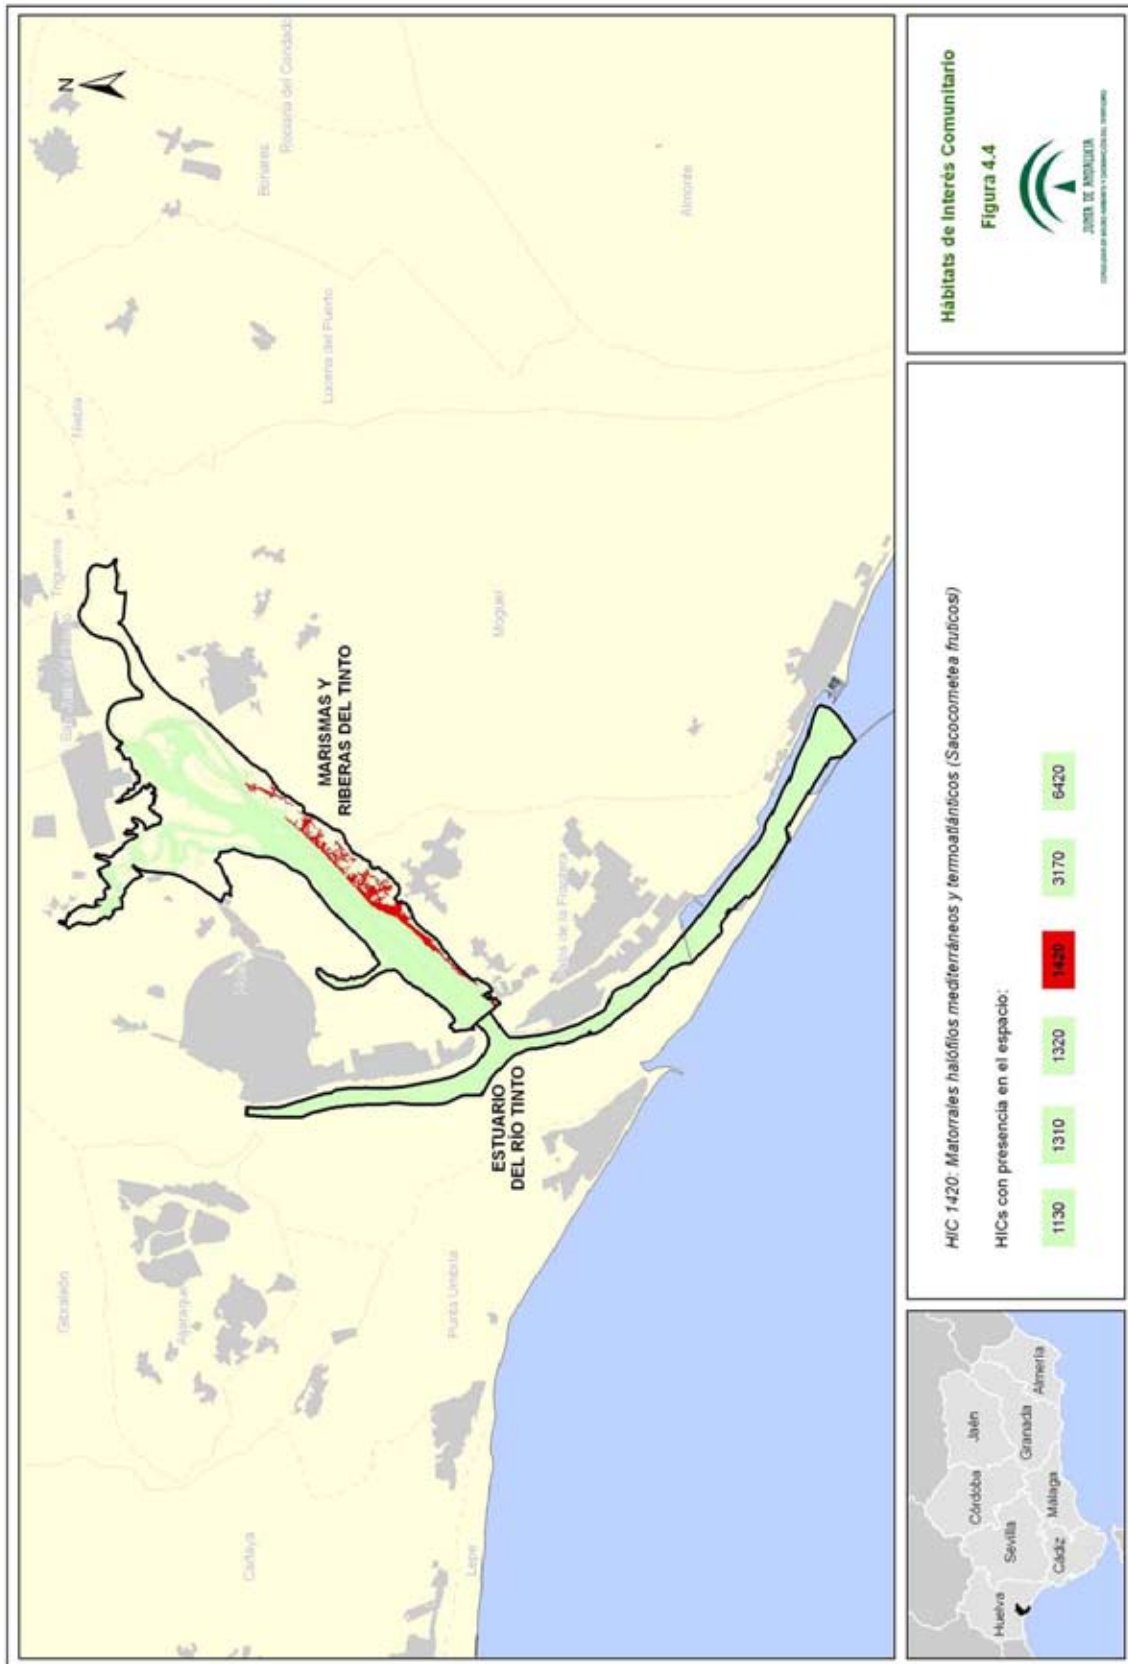 N
Gibraleón
Trigueros
Niebla
Bonares
Rociana del Condado
Lucena del Puerto
Aljaraque
Cartaya
MARISMAS Y
RIBERAS DEL TINTO
Moguer
Almonte
ESTUARIO
DEL RÍO TINTO
Punta Umbría
Lepe
Huelva
Sevilla
Córdoba
Jaén
Cádiz
Málaga
Granada
Almería
HIC 1420: Matorrales halófilos mediterráneos y termoatlánticos (Sacocornetea fruticosi)
HICs con presencia en el espacio:
1130
1310
1320
1420
3170
6420
Hábitats de Interés Comunitario
Figura 4.4
JUNTA DE ANDALUCIA